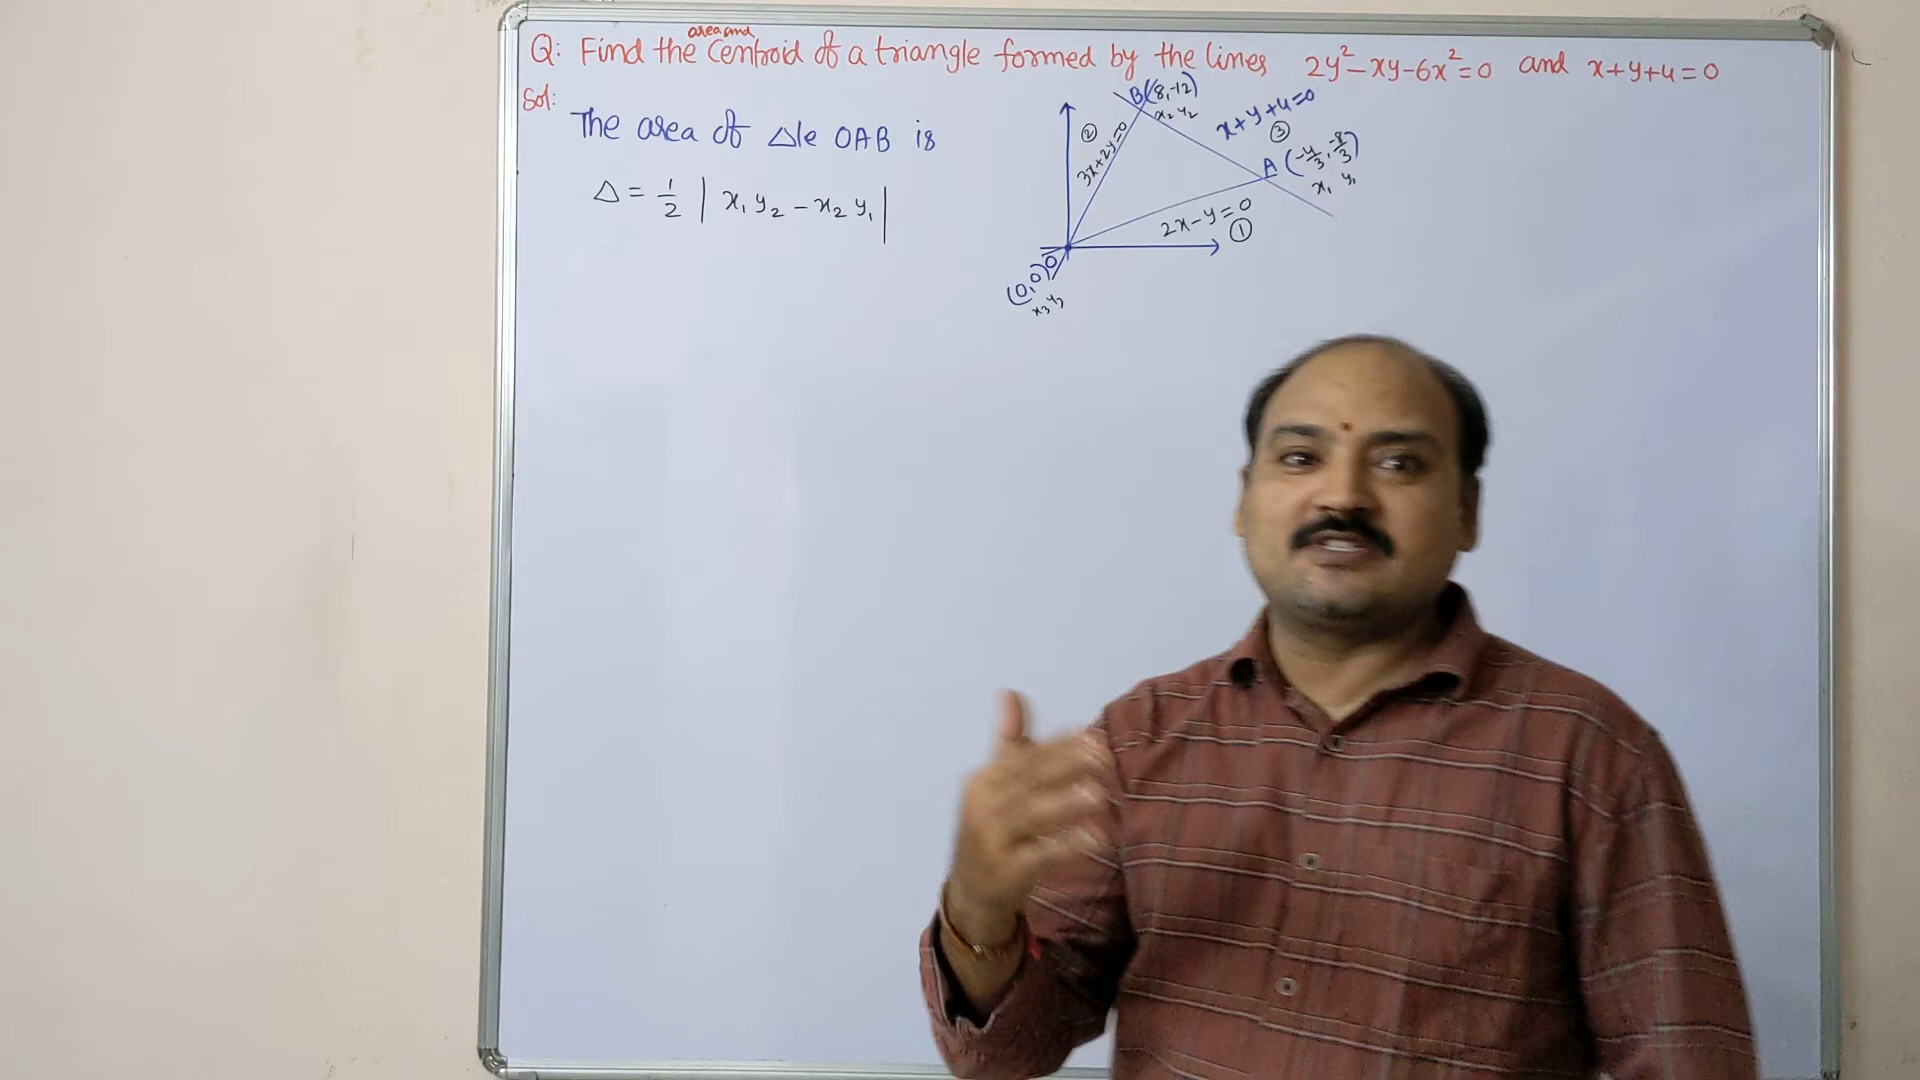 Q: Find the area and Centroid of a triangle formed by the lines 2y²-xy-6x²=0 and x+y+4=0
Sol:
The area of Δle OAB is
Δ = 1/2 | x₁y₂ - x₂y₁ |
B(8,-12)
x₂ y₂
x+y+4=0
③
②
3x+2y=0
A (-4/3, -8/3)
x₁ y₁
2x-y=0
①
O
(0,0)
x₃ y₃